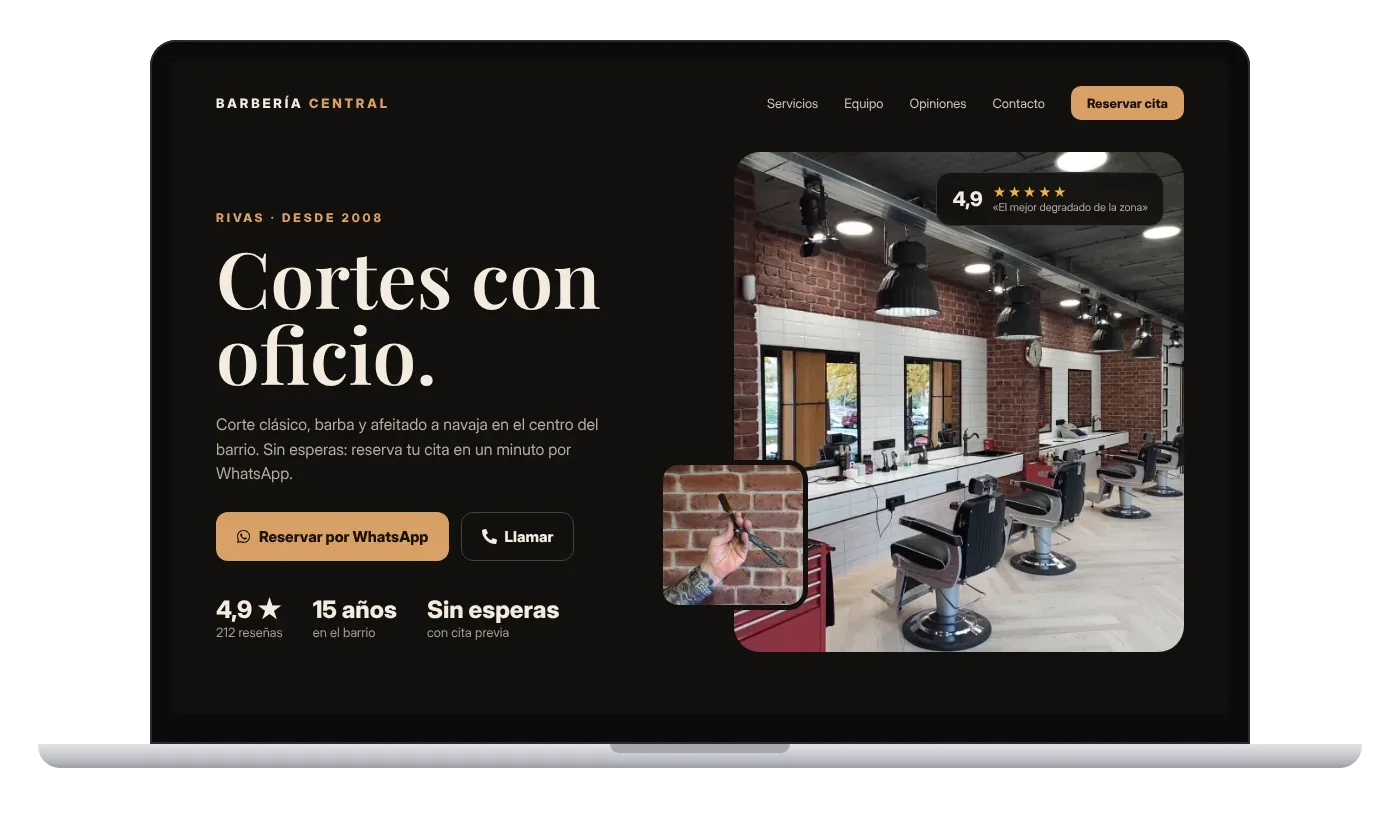 BARBERÍA CENTRAL
Servicios Equipo Opiniones Contacto Reservar cita
RIVAS · DESDE 2008
Cortes con
oficio.
Corte clásico, barba y afeitado a navaja en el centro del
barrio. Sin esperas: reserva tu cita en un minuto por
WhatsApp.
Reservar por WhatsApp Llamar
4,9 ★ 15 años Sin esperas
212 reseñas en el barrio con cita previa
4,9 ★★★★★
«El mejor degradado de la zona»